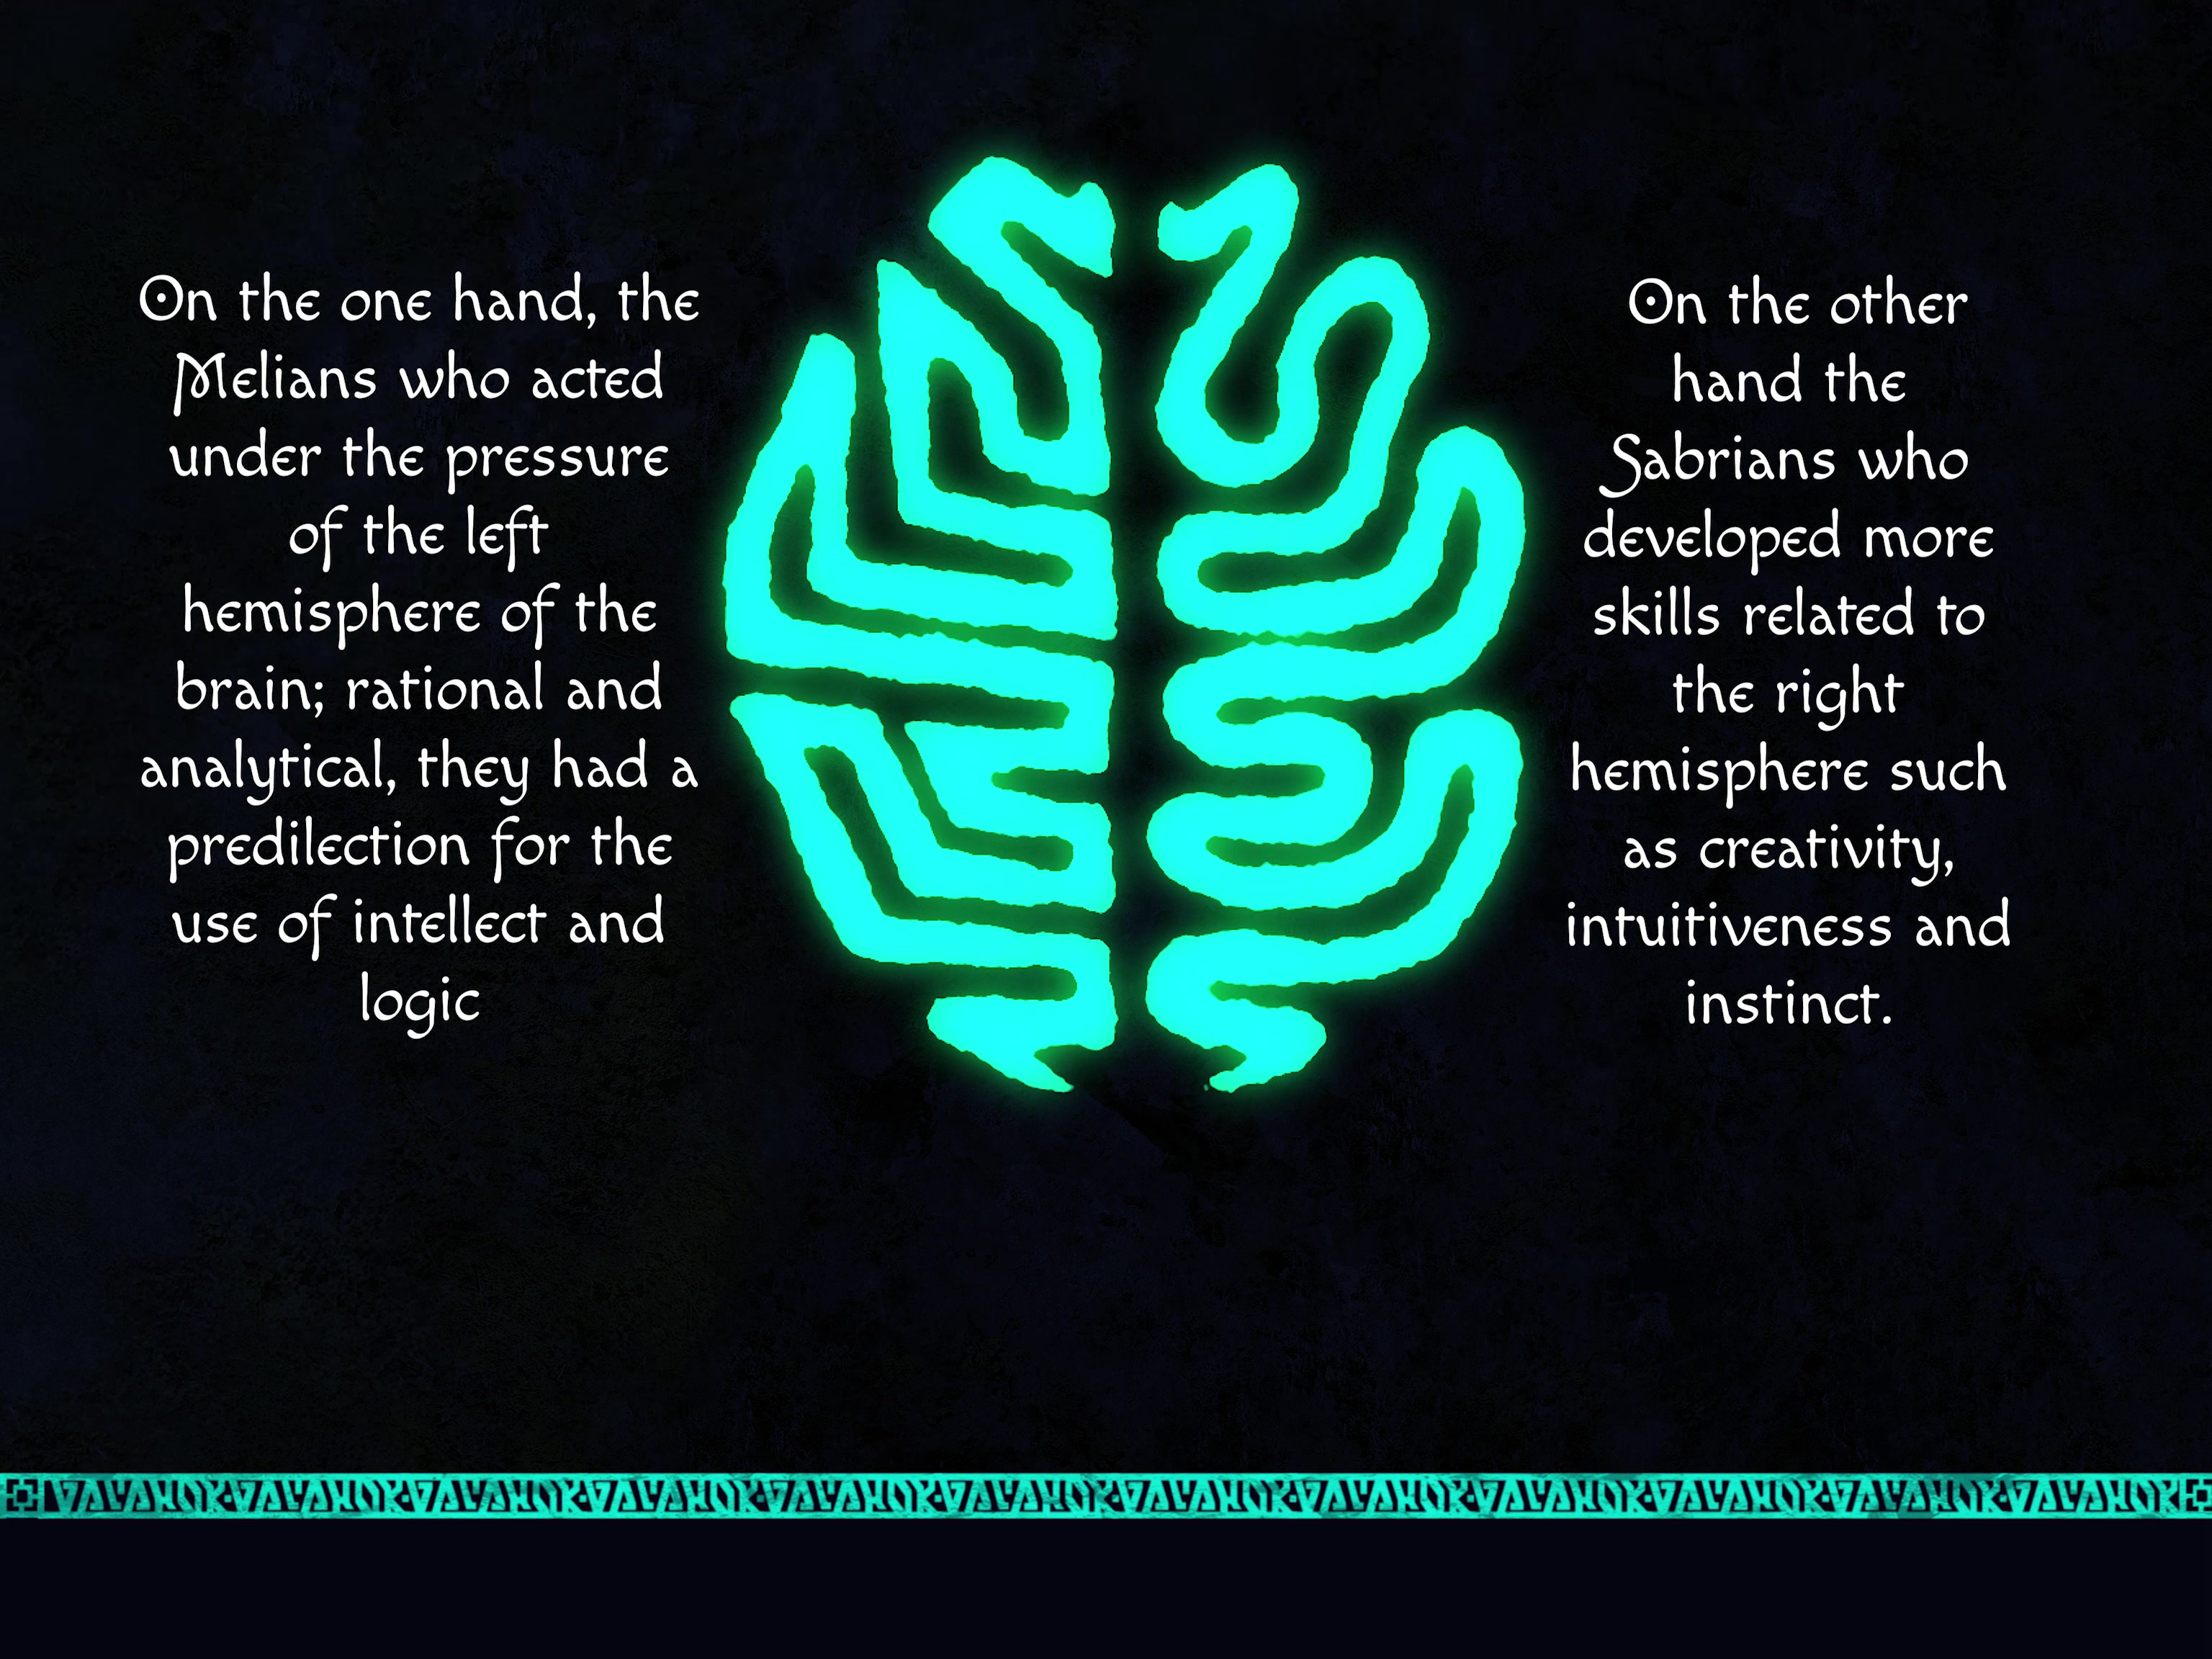 On the one hand, the
Melians who acted
under the pressure
of the left
hemisphere of the
brain; rational and
analytical, they had a
predilection for the
use of intellect and
logic
On the other
hand the
Sabrians who
developed more
skills related to
the right
hemisphere such
as creativity,
intuitiveness and
instinct.